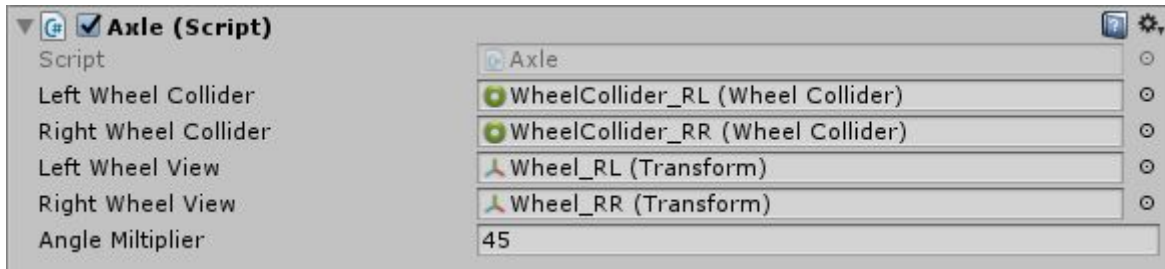 Axle (Script)
Script Axle
Left Wheel Collider WheelCollider_RL (Wheel Collider)
Right Wheel Collider WheelCollider_RR (Wheel Collider)
Left Wheel View Wheel_RL (Transform)
Right Wheel View Wheel_RR (Transform)
Angle Miltiplier 45